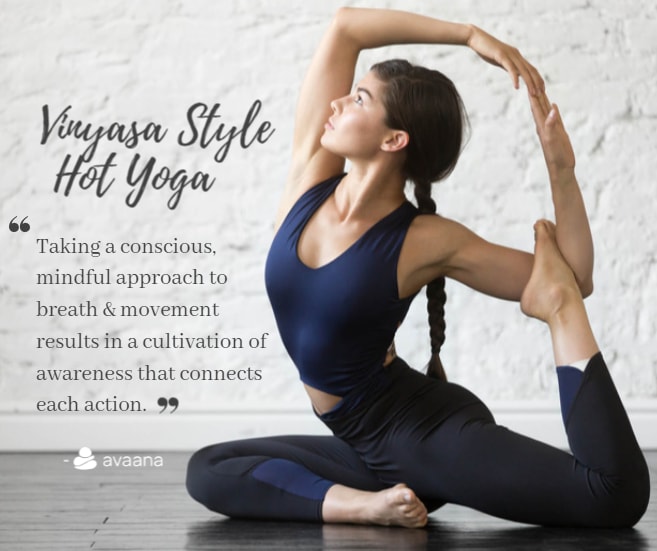 Vinyasa Style
Hot Yoga
“
Taking a conscious,
mindful approach to
breath & movement
results in a cultivation of
awareness that connects
each action. ”
- avaana